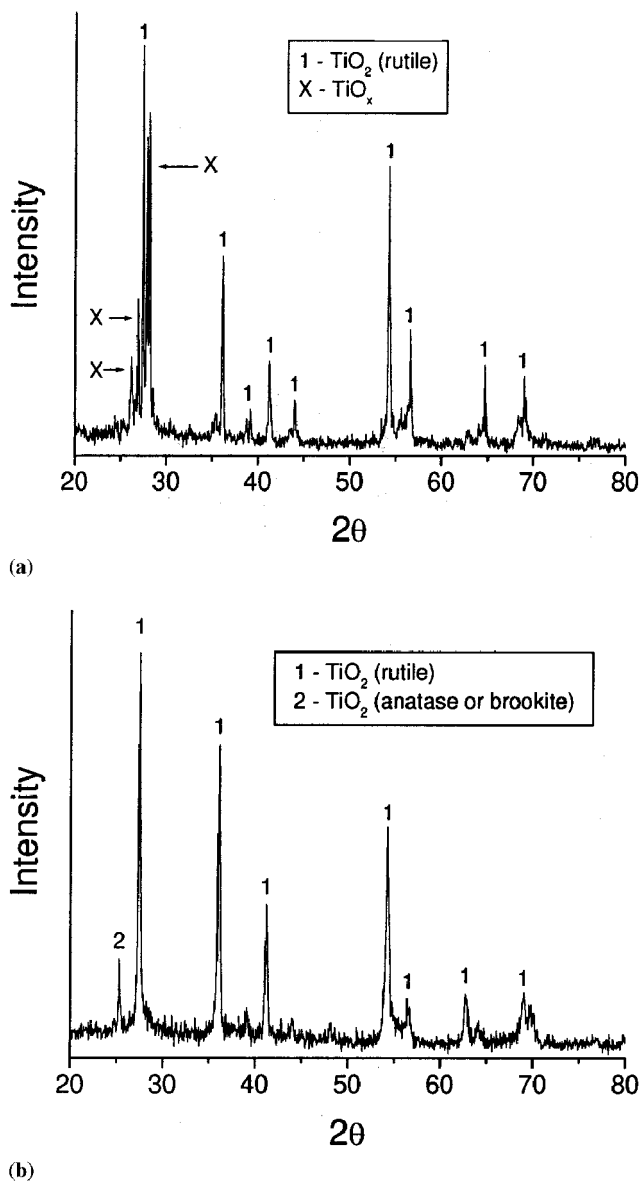 1
1 - TiO₂ (rutile)
X - TiOₓ
X
1
1
X
1
X
1
1
1
1
1
Intensity
20 30 40 50 60 70 80
2θ
(a)
1
1 - TiO₂ (rutile)
2 - TiO₂ (anatase or brookite)
1
1
1
2
1
1
1
Intensity
20 30 40 50 60 70 80
2θ
(b)